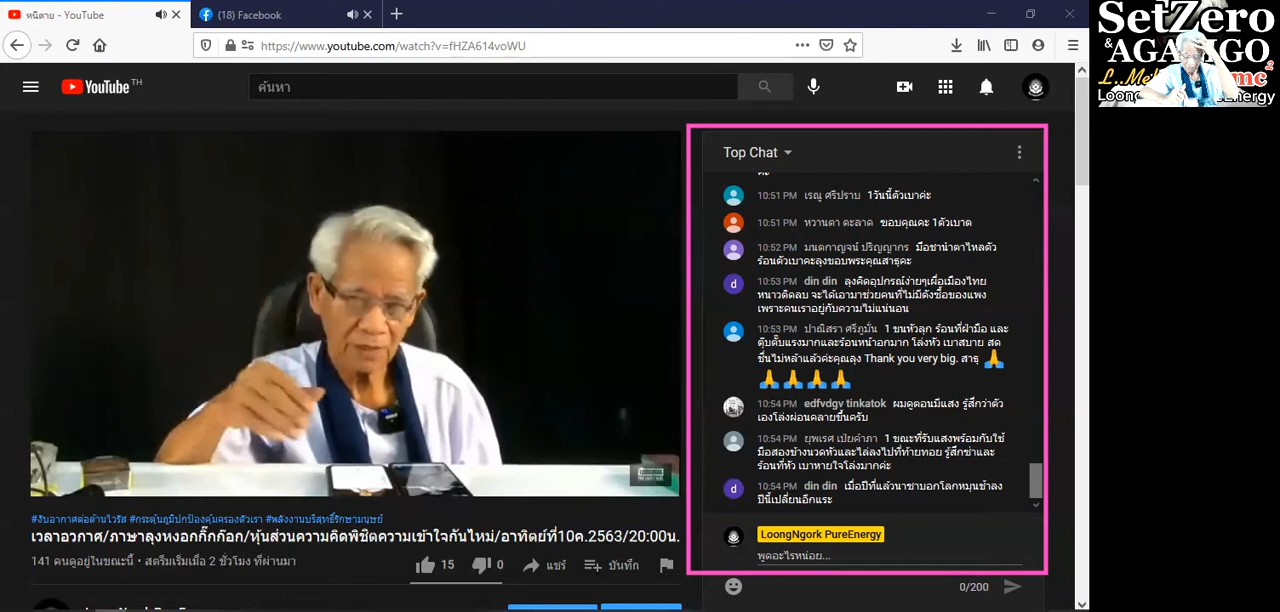 หนีตาย - YouTube
(18) Facebook
https://www.youtube.com/watch?v=fHZA614voWU
YouTube TH
ค้นหา
SetZero
&AGAMIGO
mc2
Top Chat
คะ
10:51 PM เรณู ศรีปราบ 1วันนี้ตัวเบาค่ะ
10:51 PM หวานตา ตะลาด ขอบคุณคะ 1ตัวเบาด
10:52 PM มนตกาญจน์ ปริญญากร มือชาน้ำตาไหลตัว
ร้อนตัวเบาคะลุงขอบพระคุณสาธุคะ
d 10:53 PM din din ลุงคิดอุปกรณ์ง่ายๆเผื่อเมืองไทย
หนาวติดลบ จะได้เอามาช่วยคนที่ไม่มีตังซื้อของแพง
เพราะคนเราอยู่กับความไม่แน่นอน
10:53 PM ปาณิสรา ศรีภูมั่น 1 ขนหัวลุก ร้อนที่ฝ่ามือ และ
ตุ๊บตั๊บแรงมากและร้อนหน้าอกมาก โล่งหัว เบาสบาย สด
ชื่นไม่หล้าแล้วค่ะคุณลุง Thank you very big. สาธุ 🙏
🙏🙏🙏🙏
10:54 PM edfvdgv tinkatok ผมดูตอนมีแสง รู้สึกว่าตัว
เองโล่งผ่อนคลายขึ้นครับ
10:54 PM ยุพเรศ เปี่ยคำภา 1 ขณะที่รับแสงพร้อมกับใช้
มือสองข้างนวดหัวและไล่ลงไปที่ท้ายทอย รู้สึกซ่าและ
ร้อนที่หัว เบาหายใจโล่งมากค่ะ
d 10:54 PM din din เมื่อปีที่แล้วนาซาบอกโลกหมุนช้าลง
ปีนี้เปลี่ยนอีกแระ
LoongNgork PureEnergy
พูดอะไรหน่อย...
0/200
#งับอากาศต่อต้านไวรัส #กระตุ้นภูมิปกป้องคุ้มครองตัวเรา #พลังงานบริสุทธิ์รักษามนุษย์
เวลาอวกาศ/ภาษาลุงหงอกกิ๊กก๊อก/หุ้นส่วนความคิดพิชิตความเข้าใจกันไหม่/อาทิตย์ที่10ค.2563/20:00น.
141 คนดูอยู่ในขณะนี้ • สตรีมเริ่มเมื่อ 2 ชั่วโมง ที่ผ่านมา
15 0 แชร์ บันทึก